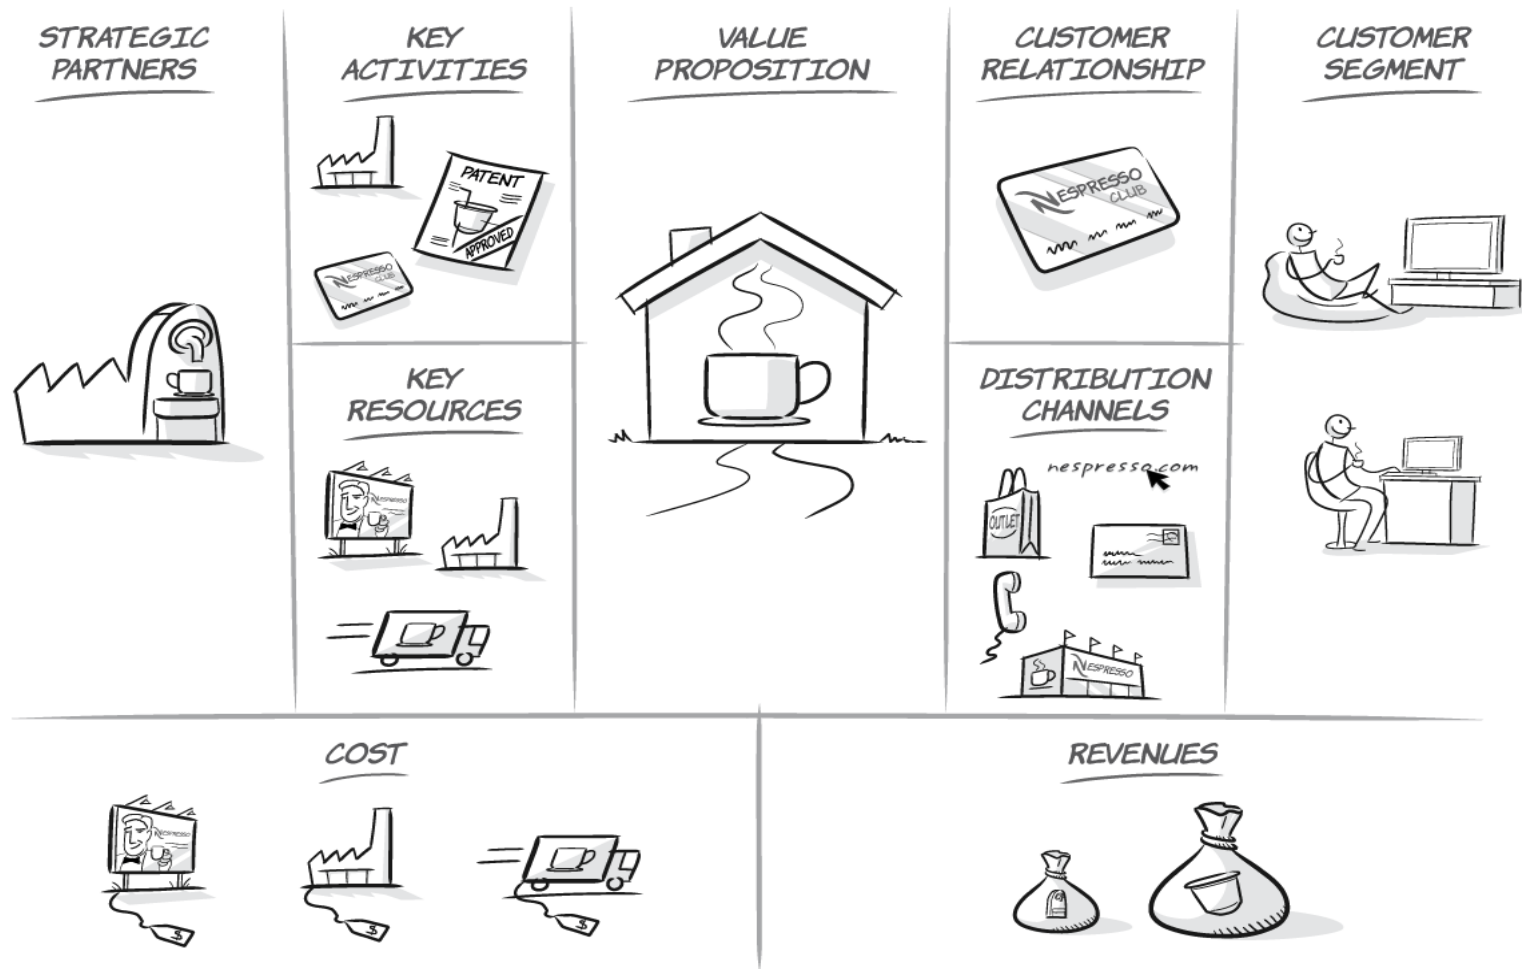 STRATEGIC
PARTNERS
KEY
ACTIVITIES
PATENT
APPROVED
NESPRESSO
CLUB
KEY
RESOURCES
NESPRESSO
VALUE
PROPOSITION
CUSTOMER
RELATIONSHIP
NESPRESSO
CLUB
DISTRIBUTION
CHANNELS
nespresso.com
OUTLET
NESPRESSO
CUSTOMER
SEGMENT
COST
NESPRESSO
$
$
$
REVENUES